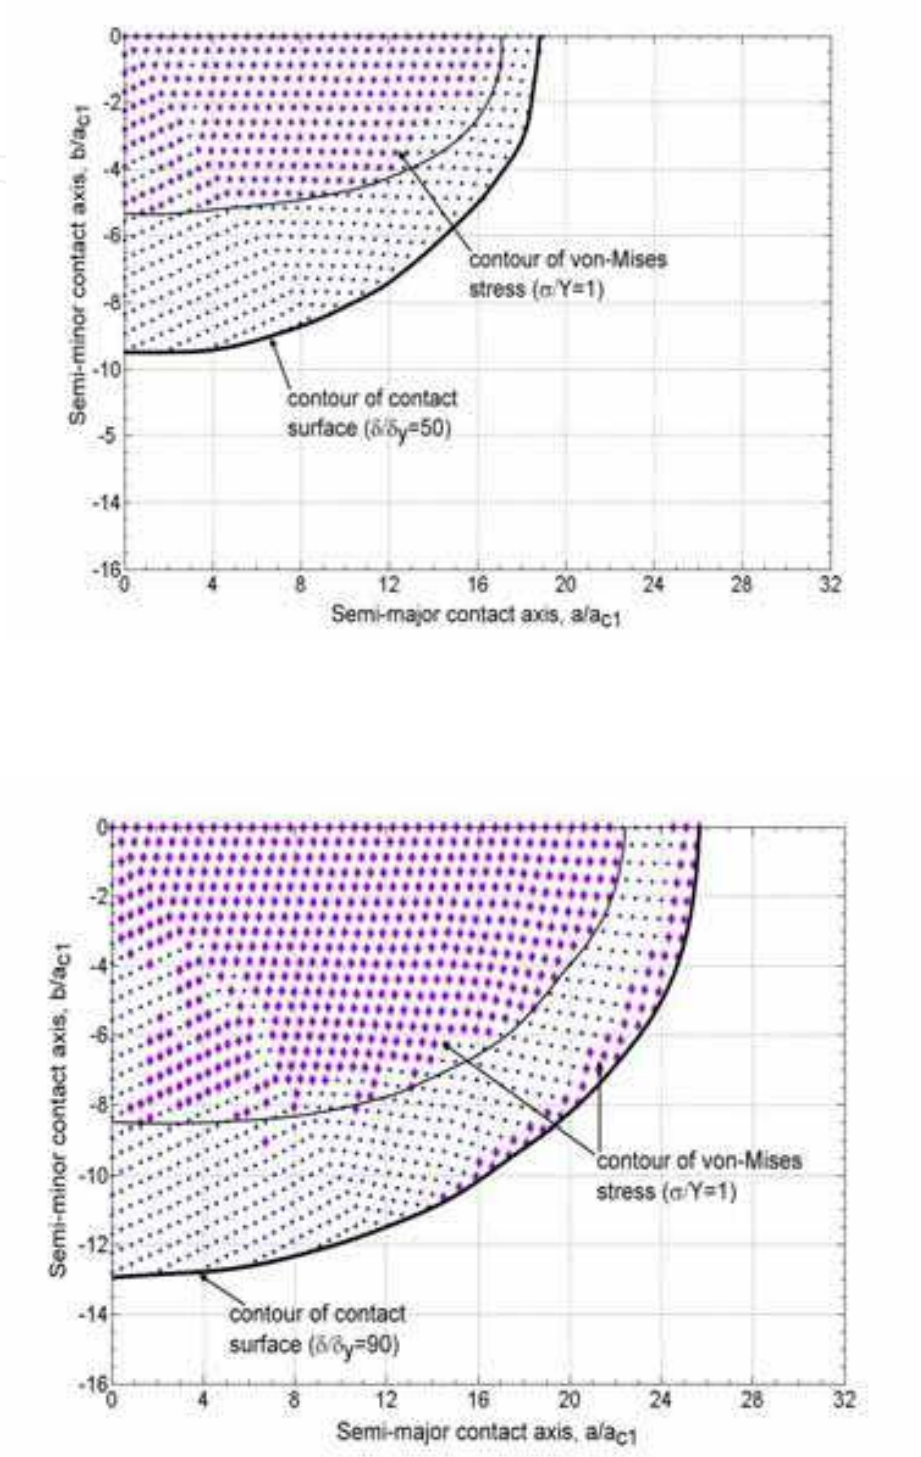 0
-2
-4
-6
-8
-10
-5
-14
-16
Semi-minor contact axis, b/aC1
contour of von-Mises
stress (σ/Y=1)
contour of contact
surface (δ/δy=50)
0 4 8 12 16 20 24 28 32
Semi-major contact axis, a/aC1
0
-2
-4
-6
-8
-10
-12
-14
-16
Semi-minor contact axis, b/aC1
contour of von-Mises
stress (σ/Y=1)
contour of contact
surface (δ/δy=90)
0 4 8 12 16 20 24 28 32
Semi-major contact axis, a/aC1